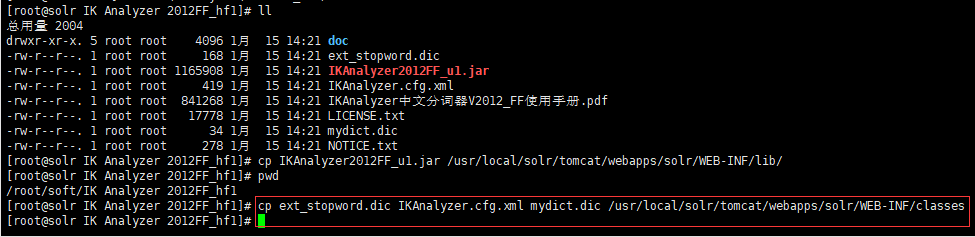 [root@solr IK Analyzer 2012FF_hf1]# ll
总用量 2004
drwxr-xr-x. 5 root root    4096 1月  15 14:21 doc
-rw-r--r--. 1 root root     168 1月  15 14:21 ext_stopword.dic
-rw-r--r--. 1 root root 1165908 1月  15 14:21 IKAnalyzer2012FF_u1.jar
-rw-r--r--. 1 root root     419 1月  15 14:21 IKAnalyzer.cfg.xml
-rw-r--r--. 1 root root  841268 1月  15 14:21 IKAnalyzer中文分词器V2012_FF使用手册.pdf
-rw-r--r--. 1 root root   17778 1月  15 14:21 LICENSE.txt
-rw-r--r--. 1 root root      34 1月  15 14:21 mydict.dic
-rw-r--r--. 1 root root     278 1月  15 14:21 NOTICE.txt
[root@solr IK Analyzer 2012FF_hf1]# cp IKAnalyzer2012FF_u1.jar /usr/local/solr/tomcat/webapps/solr/WEB-INF/lib/
[root@solr IK Analyzer 2012FF_hf1]# pwd
/root/soft/IK Analyzer 2012FF_hf1
[root@solr IK Analyzer 2012FF_hf1]# cp ext_stopword.dic IKAnalyzer.cfg.xml mydict.dic /usr/local/solr/tomcat/webapps/solr/WEB-INF/classes
[root@solr IK Analyzer 2012FF_hf1]#